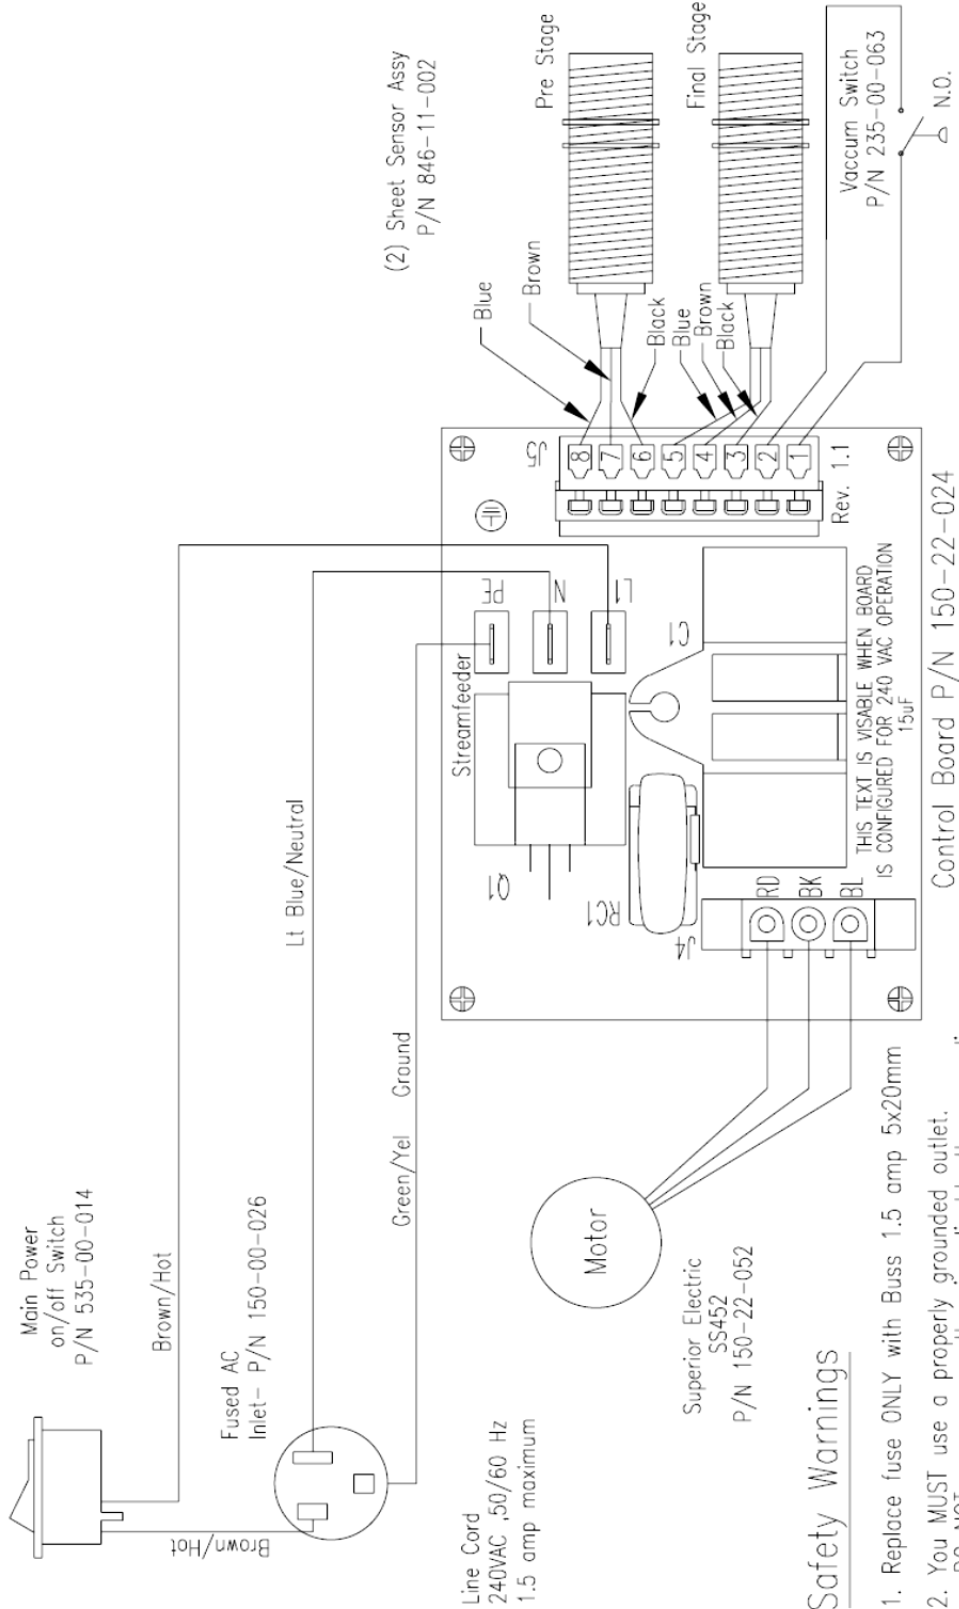 Main Power
on/off Switch
P/N 535-00-014
Brown/Hot
Brown/Hot
Fused AC
Inlet- P/N 150-00-026
Lt Blue/Neutral
Green/Yel Ground
Line Cord
240VAC ,50/60 Hz
1.5 amp maximum
(2) Sheet Sensor Assy
P/N 846-11-002
Pre Stage
Final Stage
Blue
Brown
Black
Blue
Brown
Black
Vaccum Switch
P/N 235-00-063
N.O.
Streamfeeder
PE
N
L1
J5
8
7
6
5
4
3
2
1
Rev. 1.1
Q1
RC1
C1
J4
RD
BK
BL
THIS TEXT IS VISABLE WHEN BOARD
IS CONFIGURED FOR 240 VAC OPERATION
15uF
Control Board P/N 150-22-024
Motor
Superior Electric
SS452
P/N 150-22-052
Safety Warnings
1. Replace fuse ONLY with Buss 1.5 amp 5x20mm
2. You MUST use a properly grounded outlet.
DO NOT